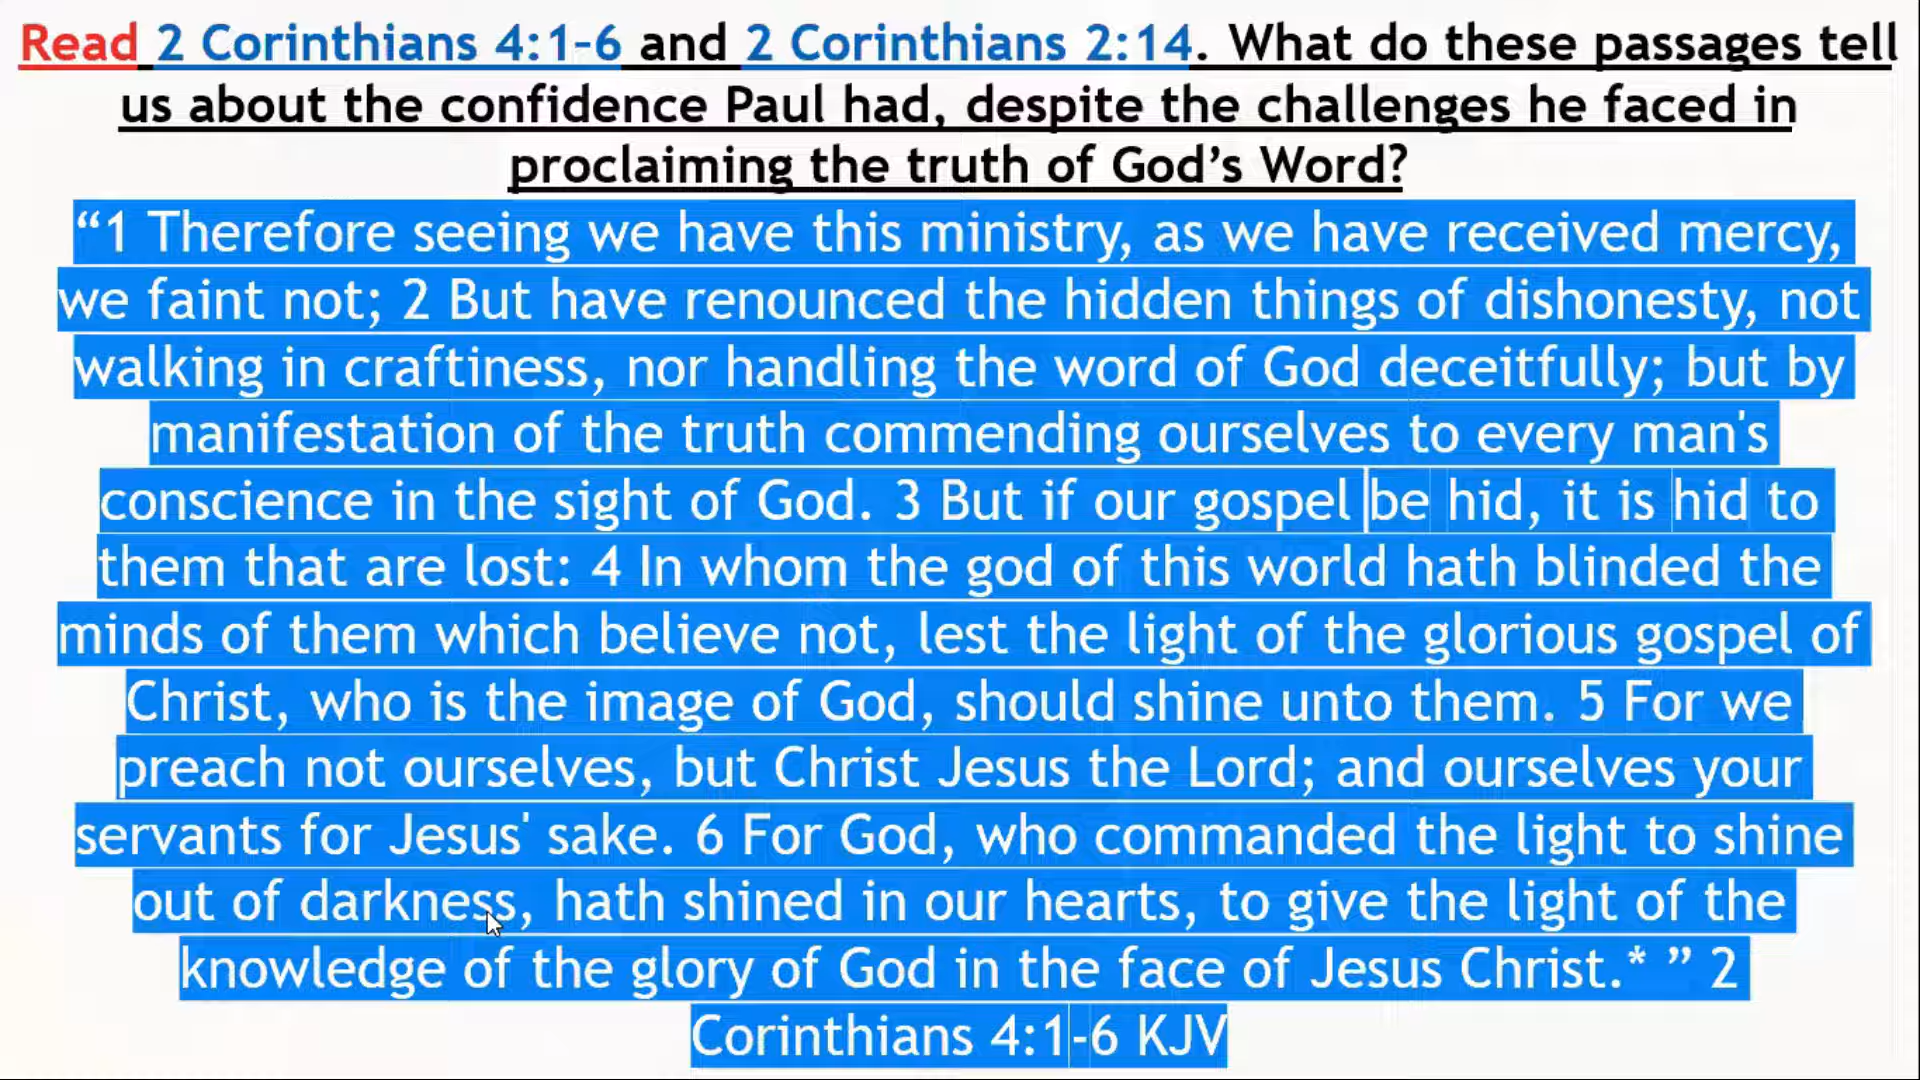 Read 2 Corinthians 4:1–6 and 2 Corinthians 2:14. What do these passages tell
us about the confidence Paul had, despite the challenges he faced in
proclaiming the truth of God’s Word?
“1 Therefore seeing we have this ministry, as we have received mercy,
we faint not; 2 But have renounced the hidden things of dishonesty, not
walking in craftiness, nor handling the word of God deceitfully; but by
manifestation of the truth commending ourselves to every man's
conscience in the sight of God. 3 But if our gospel be hid, it is hid to
them that are lost: 4 In whom the god of this world hath blinded the
minds of them which believe not, lest the light of the glorious gospel of
Christ, who is the image of God, should shine unto them. 5 For we
preach not ourselves, but Christ Jesus the Lord; and ourselves your
servants for Jesus' sake. 6 For God, who commanded the light to shine
out of darkness, hath shined in our hearts, to give the light of the
knowledge of the glory of God in the face of Jesus Christ.* ” 2
Corinthians 4:1-6 KJV